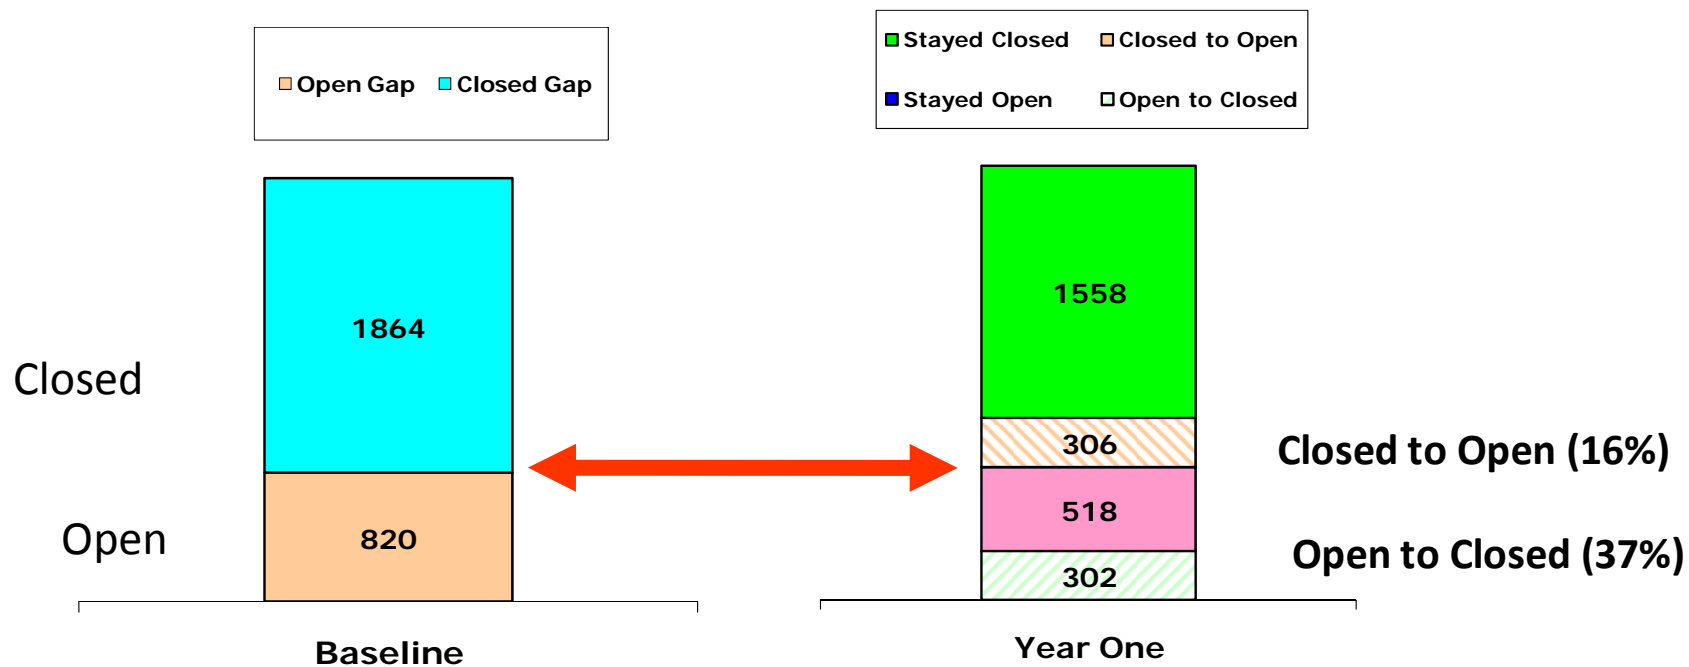 Open Gap Closed Gap
Stayed Closed Closed to Open
Stayed Open Open to Closed
Closed
Open
1864
820
Baseline
1558
306
518
302
Year One
Closed to Open (16%)
Open to Closed (37%)